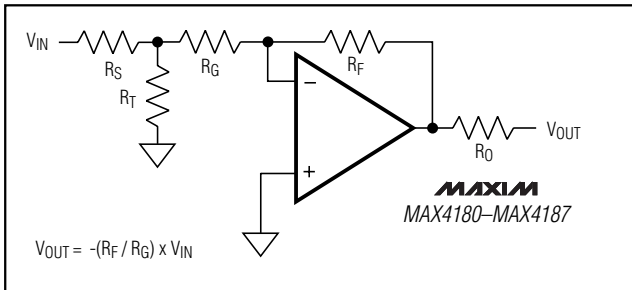 VIN
RS
RG
RF
RT
−
+
RO
VOUT
MAXIM
MAX4180–MAX4187
VOUT = -(RF / RG) x VIN